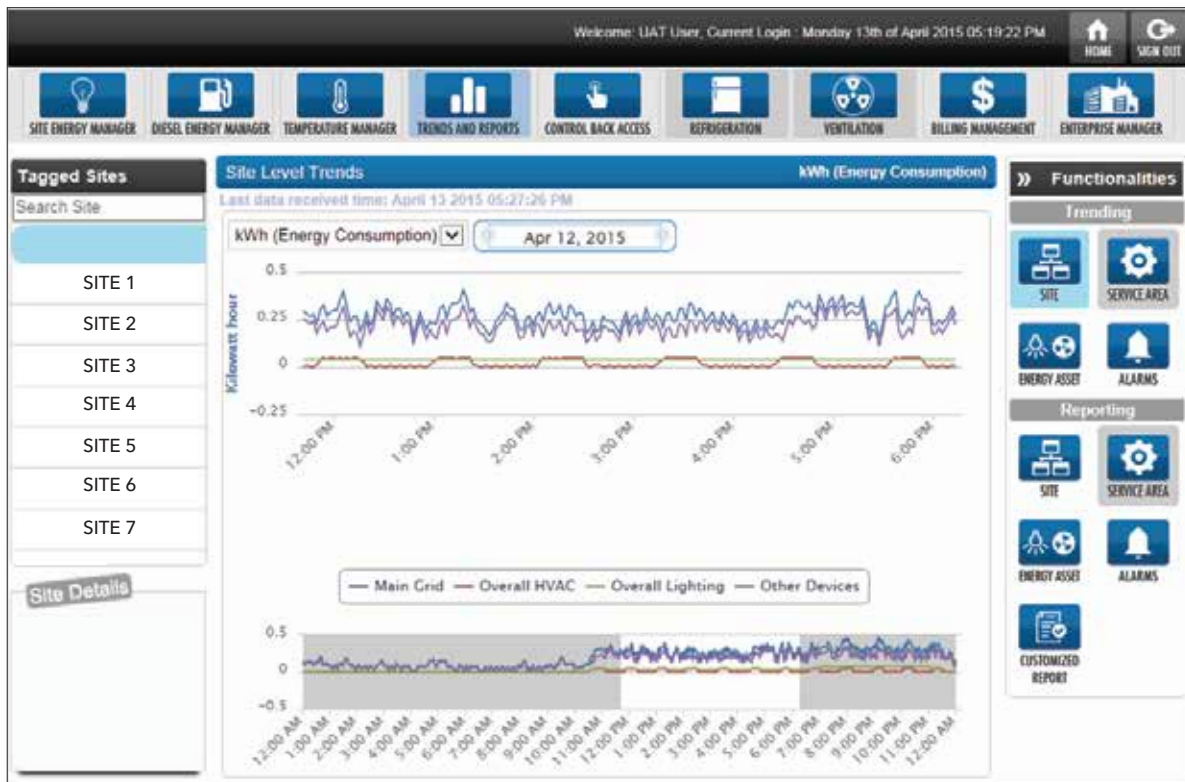 Welcome: UAT User, Current Login : Monday 13th of April 2015 05:19:22 PM
HOME
SIGN OUT
SITE ENERGY MANAGER
DIESEL ENERGY MANAGER
TEMPERATURE MANAGER
TRENDS AND REPORTS
CONTROL BACK ACCESS
REFRIGERATION
VENTILATION
BILLING MANAGEMENT
ENTERPRISE MANAGER
Tagged Sites
Search Site
SITE 1
SITE 2
SITE 3
SITE 4
SITE 5
SITE 6
SITE 7
Site Details
Site Level Trends
kWh (Energy Consumption)
Last data received time: April 13 2015 05:27:26 PM
kWh (Energy Consumption)
Apr 12, 2015
Kilowatt hour
0.5
0.25
0
-0.25
12:00 PM
1:00 PM
2:00 PM
3:00 PM
4:00 PM
5:00 PM
6:00 PM
Main Grid
Overall HVAC
Overall Lighting
Other Devices
0.5
0
-0.5
12:00 AM
1:00 AM
2:00 AM
3:00 AM
4:00 AM
5:00 AM
6:00 AM
7:00 AM
8:00 AM
9:00 AM
10:00 AM
11:00 AM
12:00 PM
1:00 PM
2:00 PM
3:00 PM
4:00 PM
5:00 PM
6:00 PM
7:00 PM
8:00 PM
9:00 PM
10:00 PM
11:00 PM
12:00 AM
» Functionalities
Trending
SITE
SERVICE AREA
ENERGY ASSET
ALARMS
Reporting
SITE
SERVICE AREA
ENERGY ASSET
ALARMS
CUSTOMIZED
REPORT